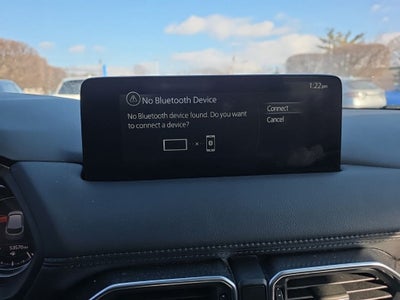 1:22pm
No Bluetooth Device
No Bluetooth device found. Do you want
to connect a device?
Connect
Cancel